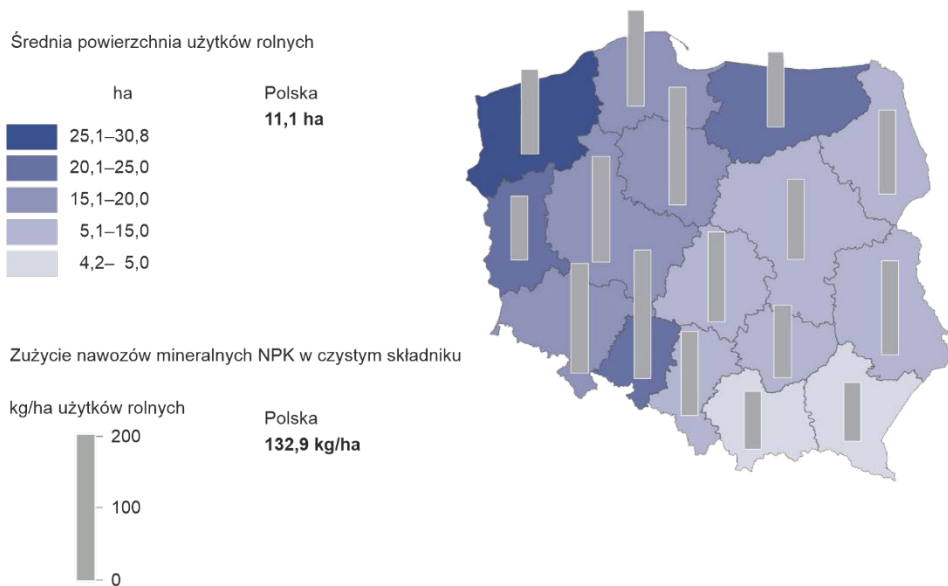 Średnia powierzchnia użytków rolnych
ha
Polska
11,1 ha
25,1–30,8
20,1–25,0
15,1–20,0
5,1–15,0
4,2– 5,0
Zużycie nawozów mineralnych NPK w czystym składniku
kg/ha użytków rolnych
Polska
132,9 kg/ha
200
100
0